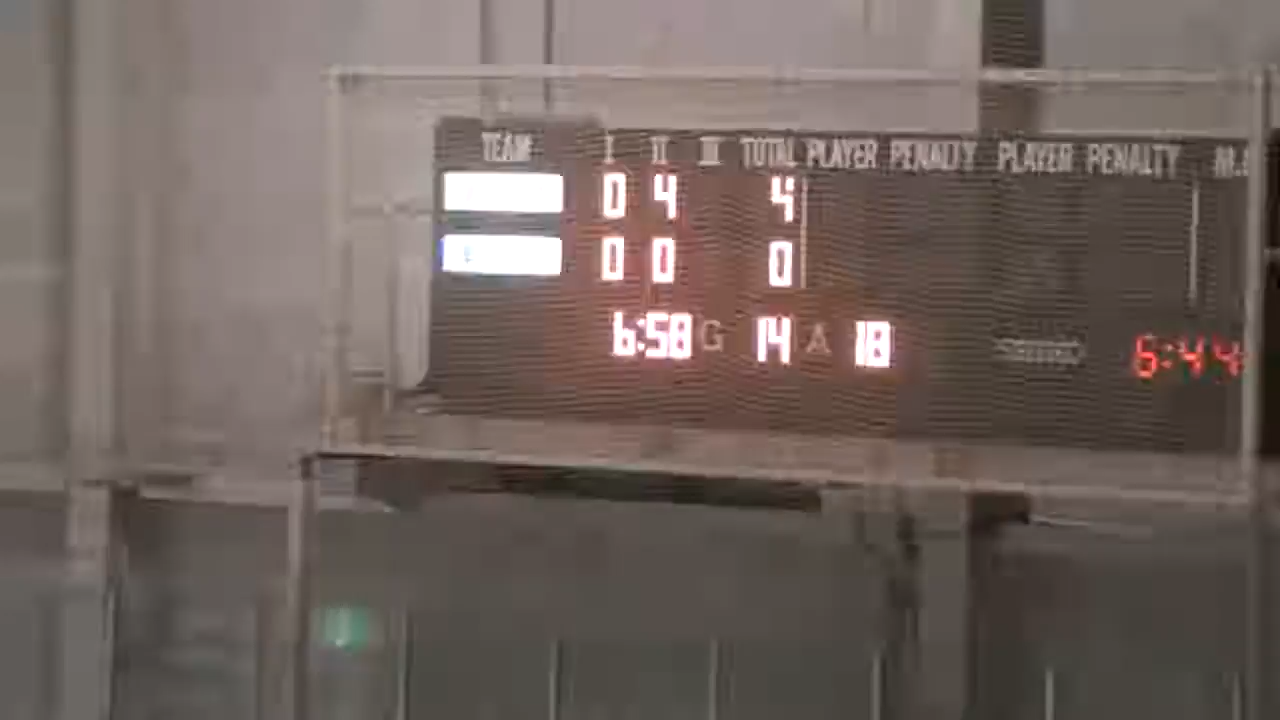 TEAM I II III TOTAL PLAYER PENALTY PLAYER PENALTY
0 4 4
0 0 0
6:58 G 14 A 18 SEIKO 6:44